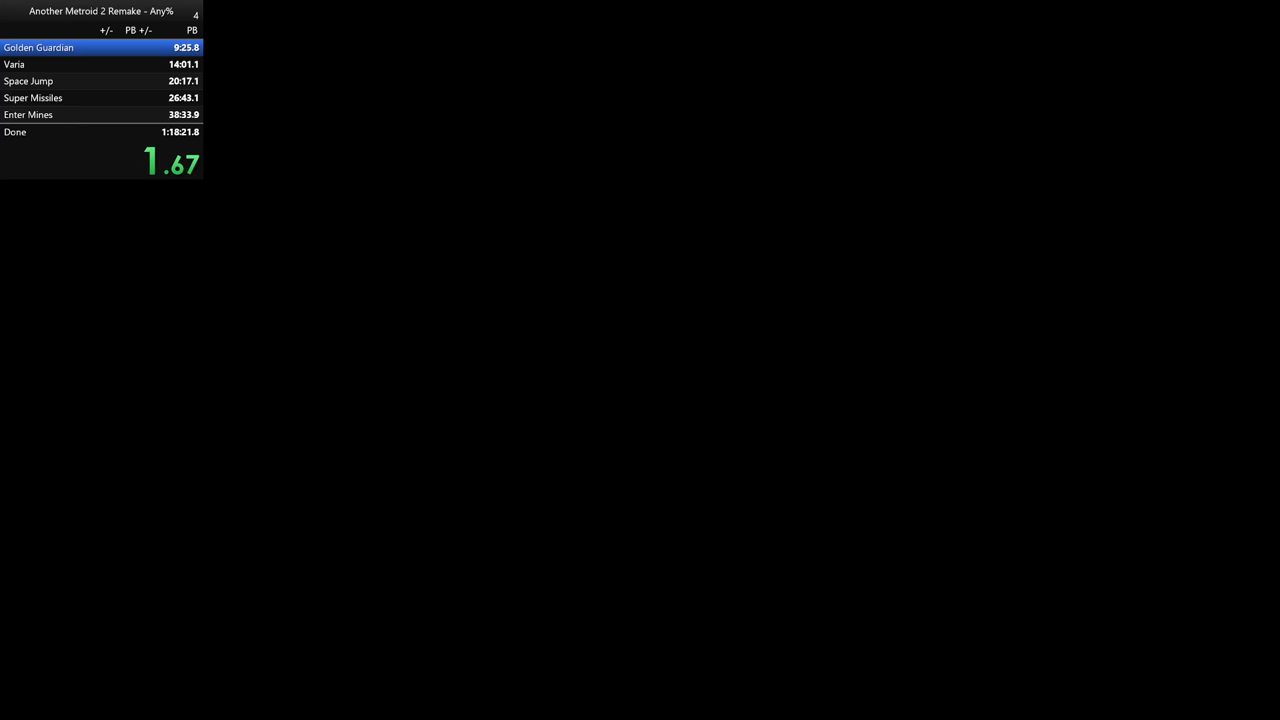 Another Metroid 2 Remake - Any%
4
+/- PB +/- PB
Golden Guardian 9:25.8
Varia 14:01.1
Space Jump 20:17.1
Super Missiles 26:43.1
Enter Mines 38:33.9
Done 1:18:21.8
1.67